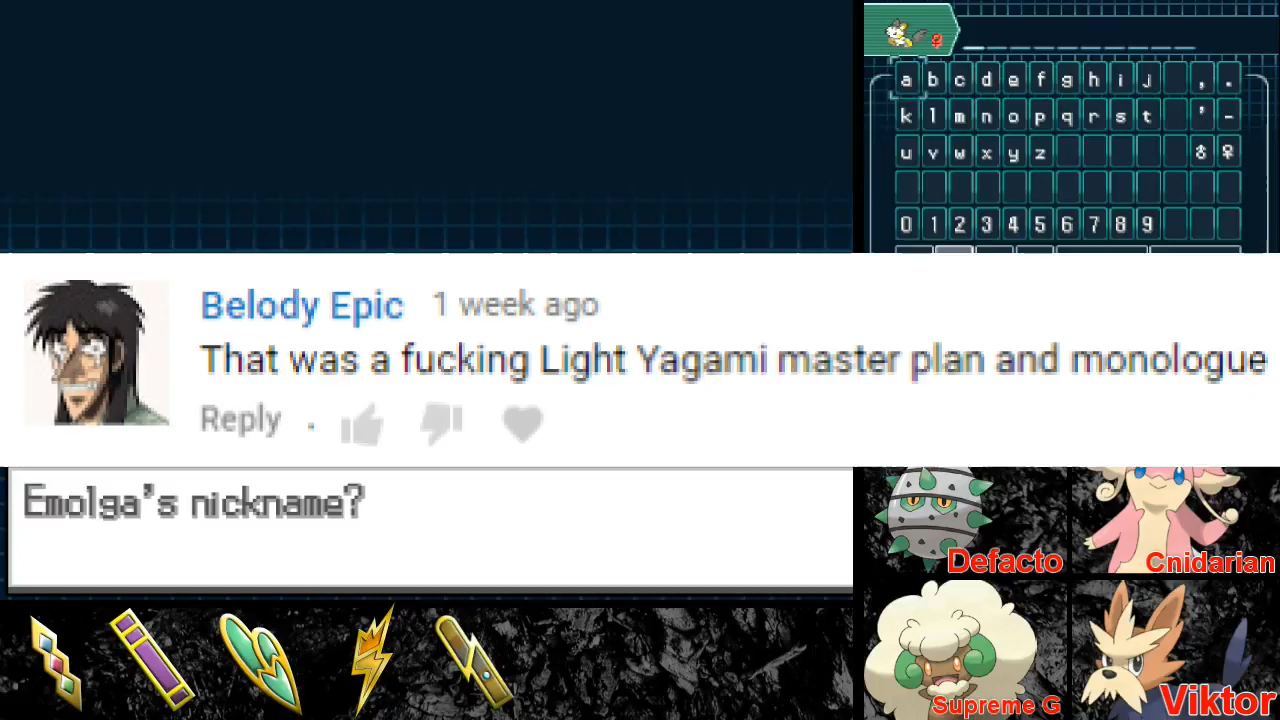 a b c d e f g h i j , .
k l m n o p q r s t ' -
u v w x y z ♂ ♀
0 1 2 3 4 5 6 7 8 9
Belody Epic 1 week ago
That was a fucking Light Yagami master plan and monologue
Reply .
Emolga's nickname?
Defacto
Cnidarian
Supreme G
Viktor